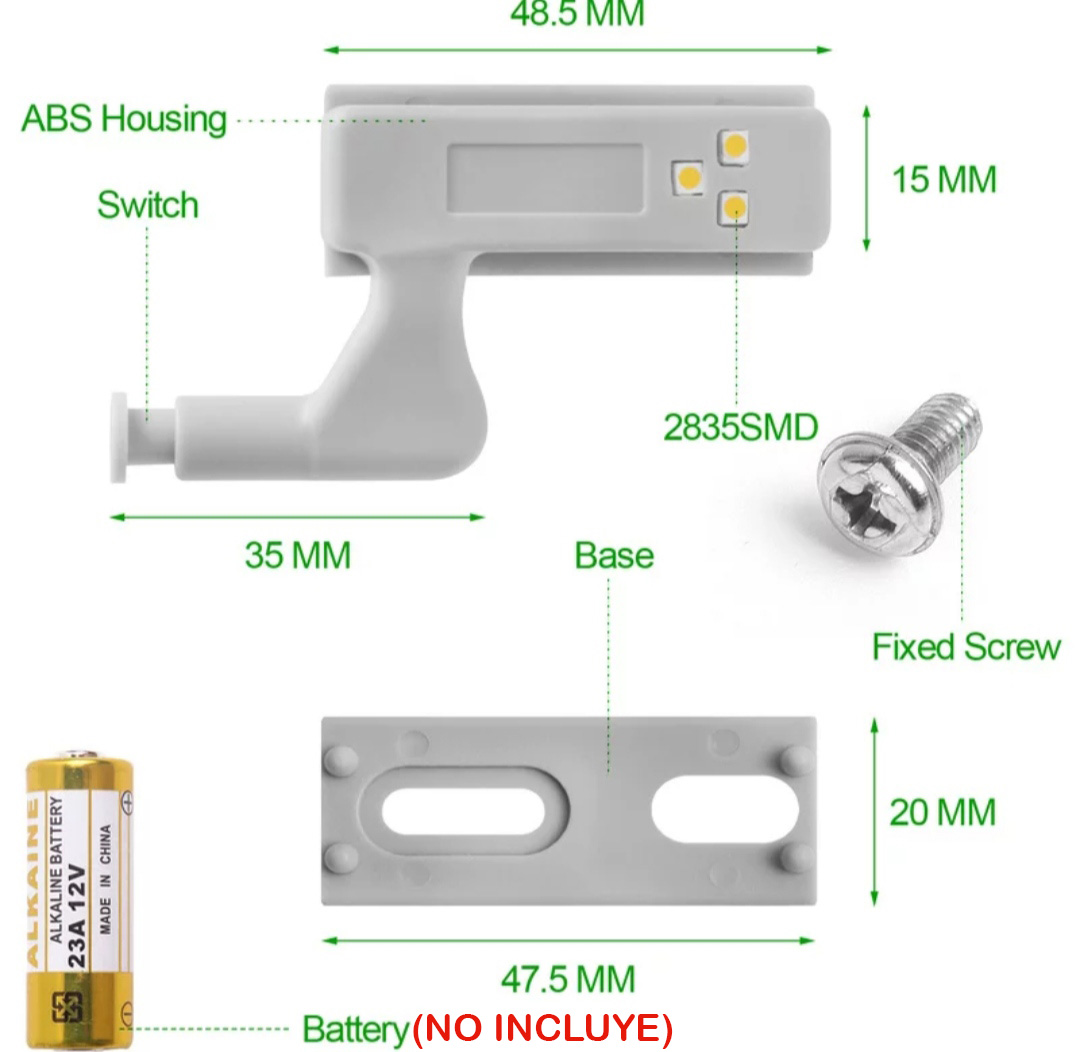 48.5 MM
ABS Housing
15 MM
Switch
2835SMD
35 MM
Base
Fixed Screw
20 MM
ALKAINE
ALKALINE BATTERY
23A 12V
MADE IN CHINA
47.5 MM
Battery(NO INCLUYE)